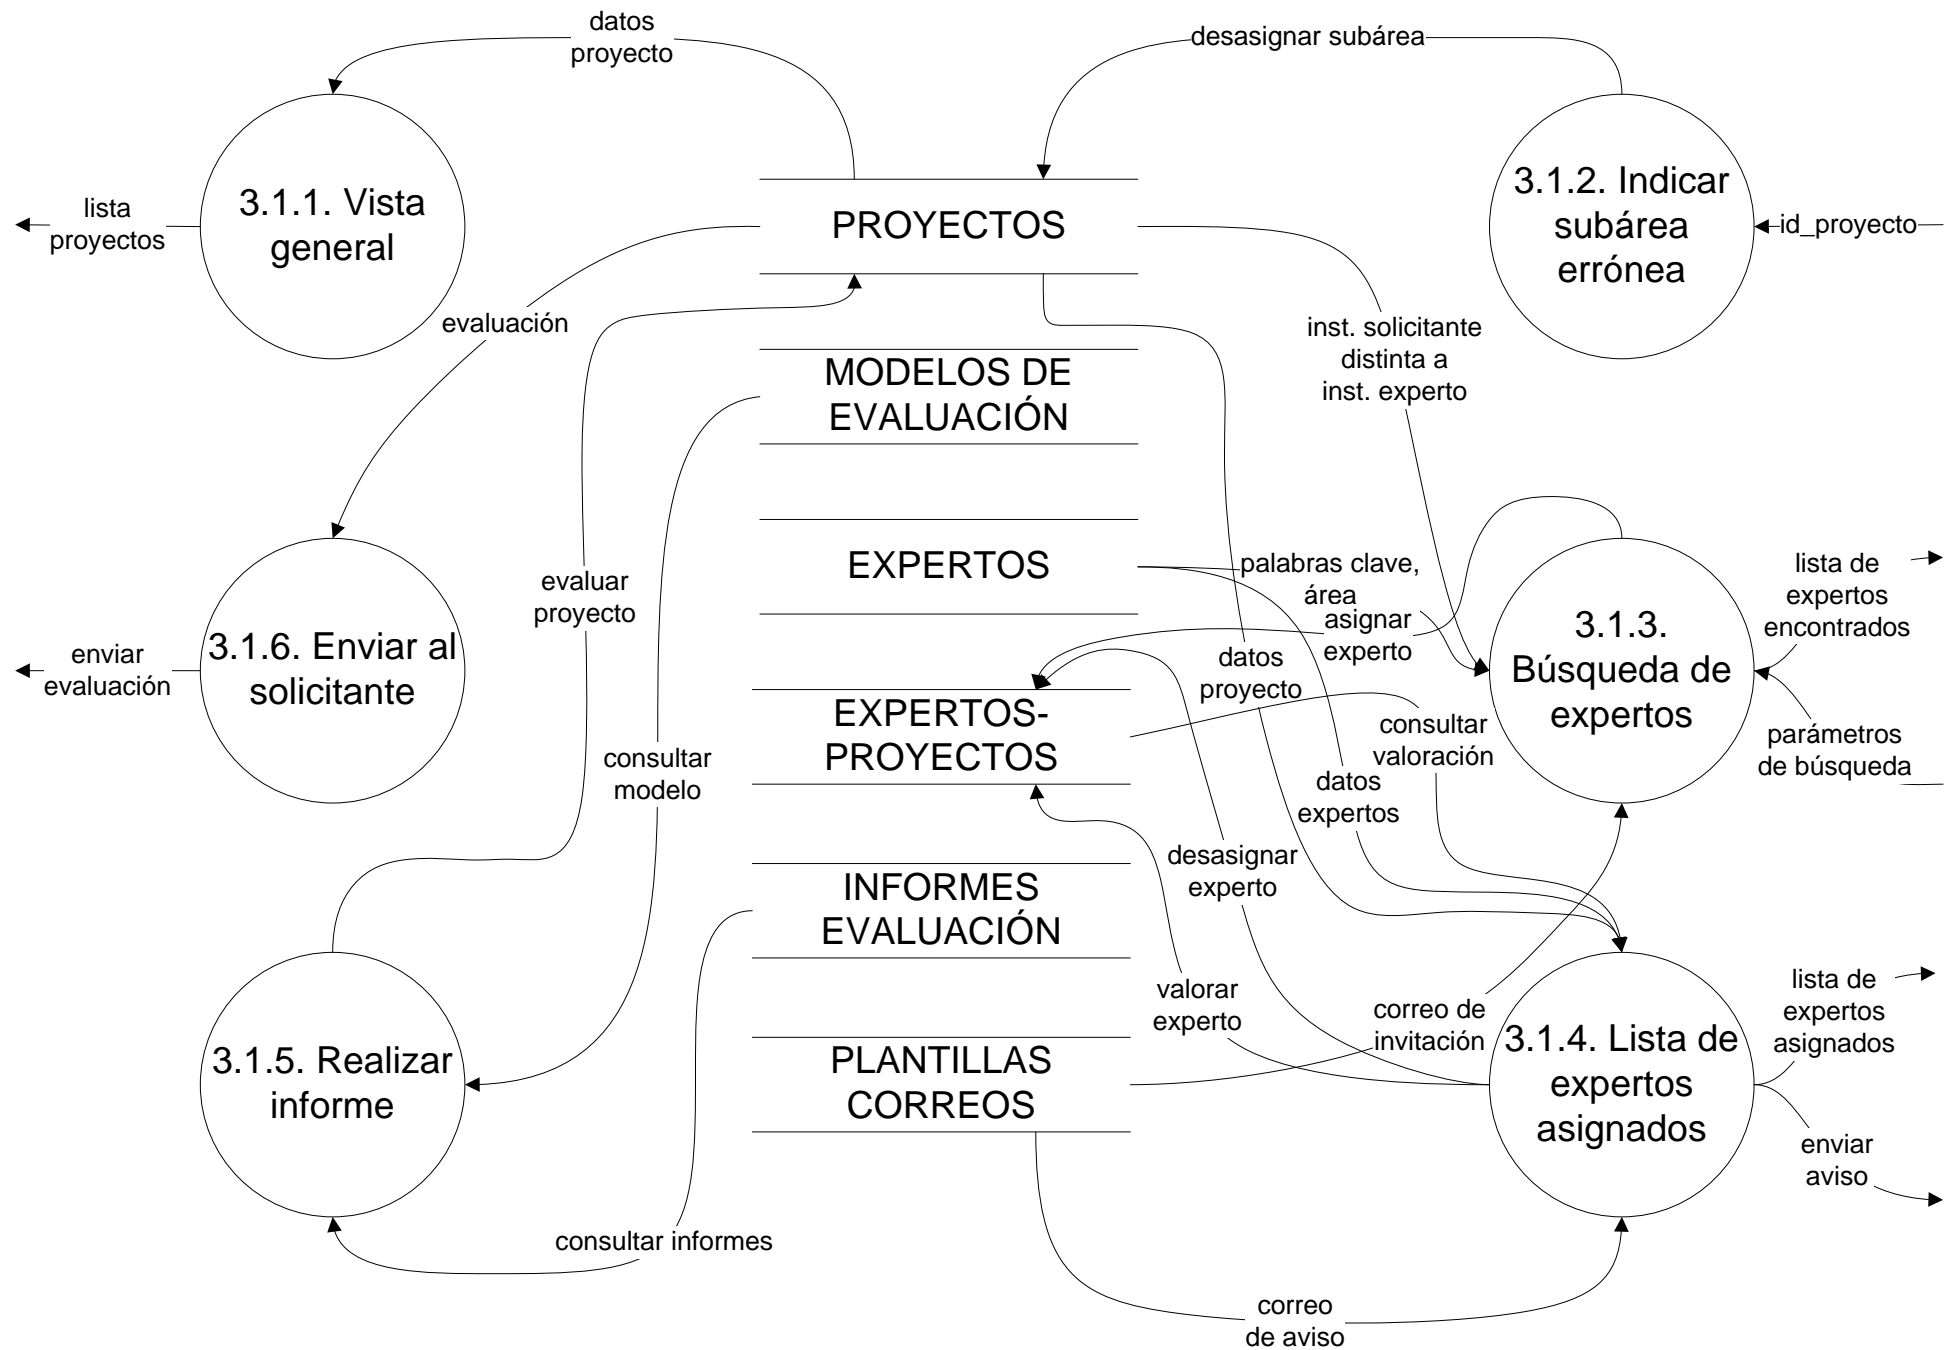 datos
proyecto
desasignar subárea
3.1.1. Vista
general
lista
proyectos
PROYECTOS
3.1.2. Indicar
subárea
errónea
id_proyecto
evaluación
inst. solicitante
distinta a
inst. experto
MODELOS DE
EVALUACIÓN
EXPERTOS
palabras clave,
área
asignar
experto
lista de
expertos
encontrados
3.1.3.
Búsqueda de
expertos
parámetros
de búsqueda
evaluar
proyecto
3.1.6. Enviar al
solicitante
enviar
evaluación
datos
proyecto
EXPERTOS-
PROYECTOS
consultar
valoración
consultar
modelo
datos
expertos
desasignar
experto
INFORMES
EVALUACIÓN
valorar
experto
correo de
invitación
lista de
expertos
asignados
3.1.4. Lista de
expertos
asignados
enviar
aviso
3.1.5. Realizar
informe
PLANTILLAS
CORREOS
consultar informes
correo
de aviso